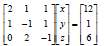 [2 1 1] [x] = [12]
[1 -1 1] [y] = [6]
[0 2 -1] [z] = [1]